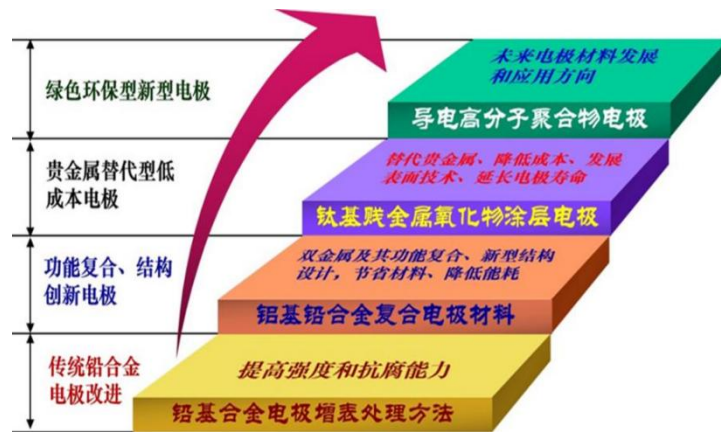 绿色环保型新型电极
未来电极材料发展
和应用方向
导电高分子聚合物电极
贵金属替代型低
成本电极
替代贵金属、降低成本、发展
表面技术、延长电极寿命
钛基贱金属氧化物涂层电极
功能复合、结构
创新电极
双金属及其功能复合、新型结构
设计，节省材料、降低能耗
铝基铅合金复合电极材料
传统铅合金
电极改进
提高强度和抗腐能力
铅基合金电极增表处理方法